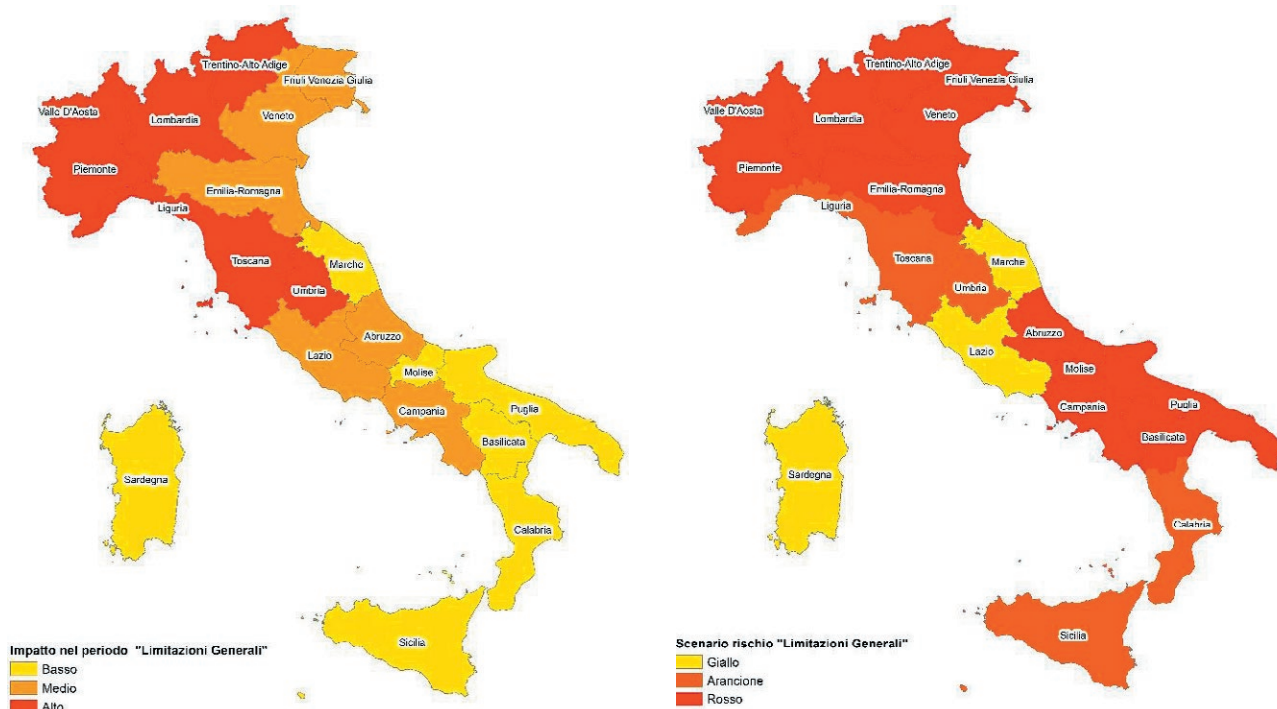 Trentino-Alto Adige
Friuli Venezia Giulia
Valle D'Aosta
Lombardia
Veneto
Piemonte
Emilia-Romagna
Liguria
Toscana
Marche
Umbria
Abruzzo
Lazio
Molise
Campania
Puglia
Basilicata
Sardegna
Calabria
Sicilia
Impatto nel periodo "Limitazioni Generali"
Basso
Medio
Alto
Trentino-Alto Adige
Friuli Venezia Giulia
Valle D'Aosta
Lombardia
Veneto
Piemonte
Emilia-Romagna
Liguria
Toscana
Marche
Umbria
Abruzzo
Lazio
Molise
Campania
Puglia
Basilicata
Sardegna
Calabria
Sicilia
Scenario rischio "Limitazioni Generali"
Giallo
Arancione
Rosso